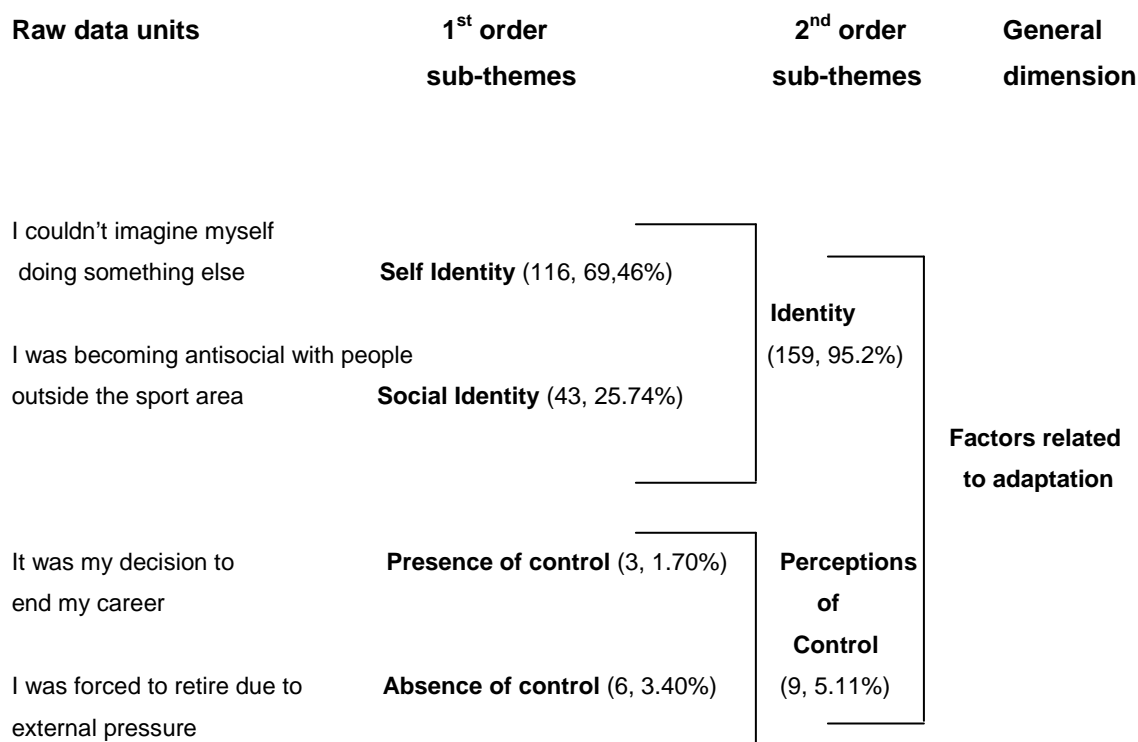 Raw data units 1st order 2nd order General
sub-themes sub-themes dimension
I couldn’t imagine myself
doing something else Self Identity (116, 69,46%)
Identity
I was becoming antisocial with people (159, 95.2%)
outside the sport area Social Identity (43, 25.74%)
Factors related
to adaptation
It was my decision to Presence of control (3, 1.70%) Perceptions
end my career of
Control
I was forced to retire due to Absence of control (6, 3.40%) (9, 5.11%)
external pressure